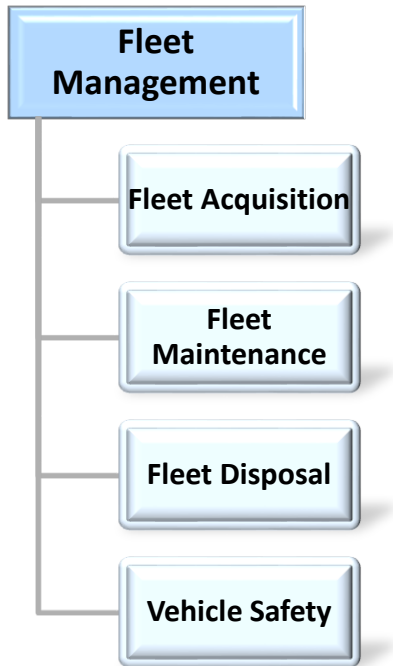 Fleet
Management
Fleet Acquisition
Fleet
Maintenance
Fleet Disposal
Vehicle Safety